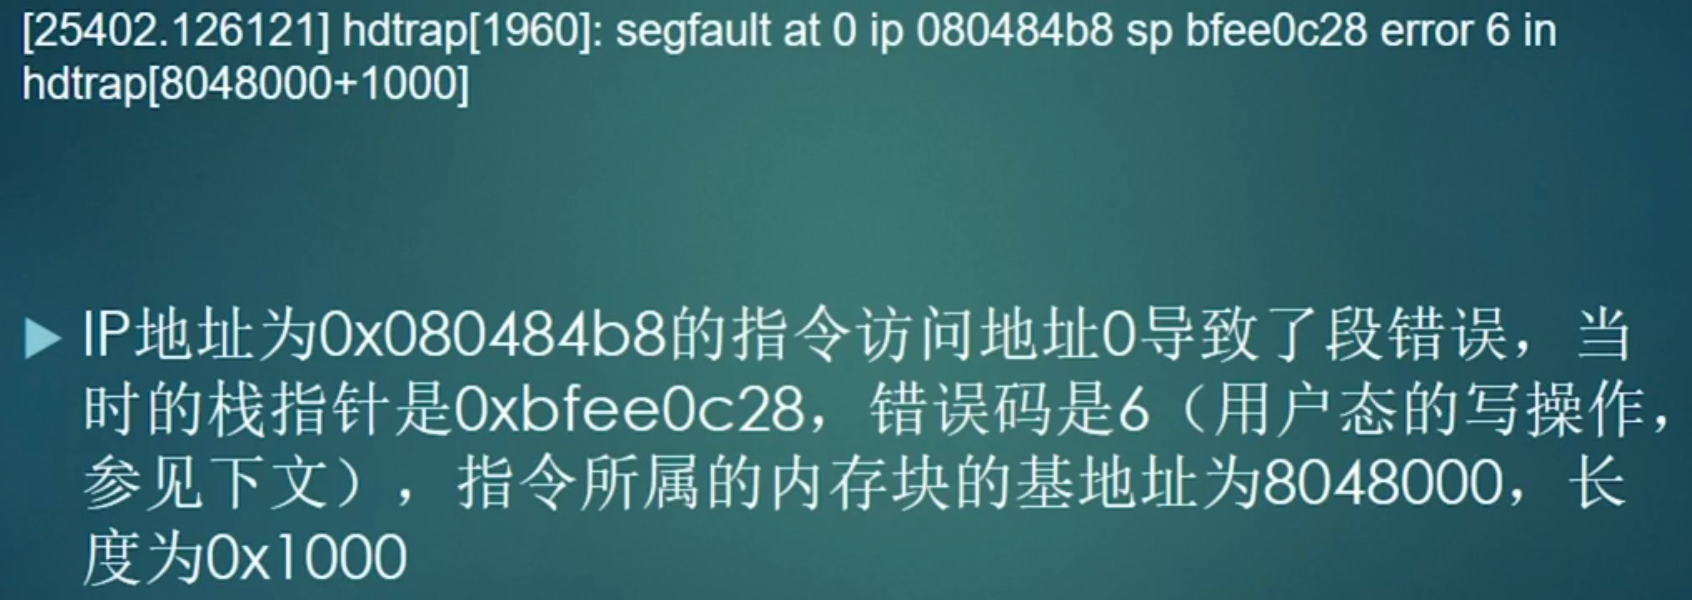 [25402.126121] hdtrap[1960]: segfault at 0 ip 080484b8 sp bfee0c28 error 6 in
hdtrap[8048000+1000]
IP地址为0x080484b8的指令访问地址0导致了段错误，当
时的栈指针是0xbfee0c28，错误码是6（用户态的写操作，
参见下文），指令所属的内存块的基地址为8048000，长
度为0x1000